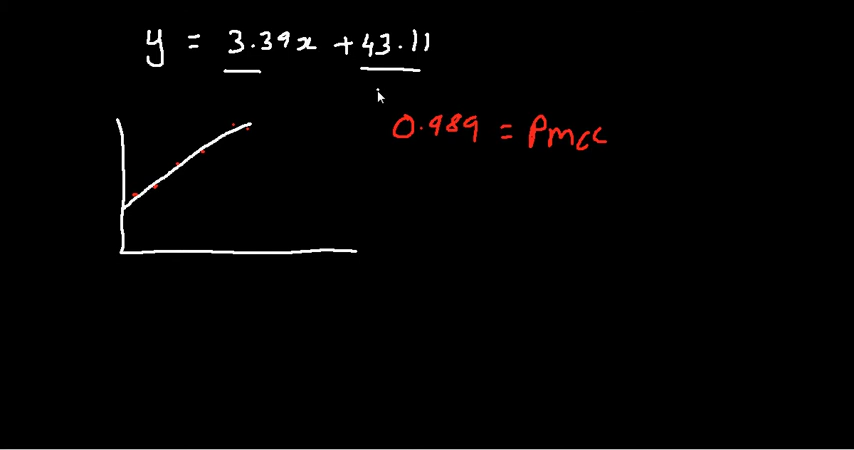 y = 3.39x + 43.11
0.989 = PMCC